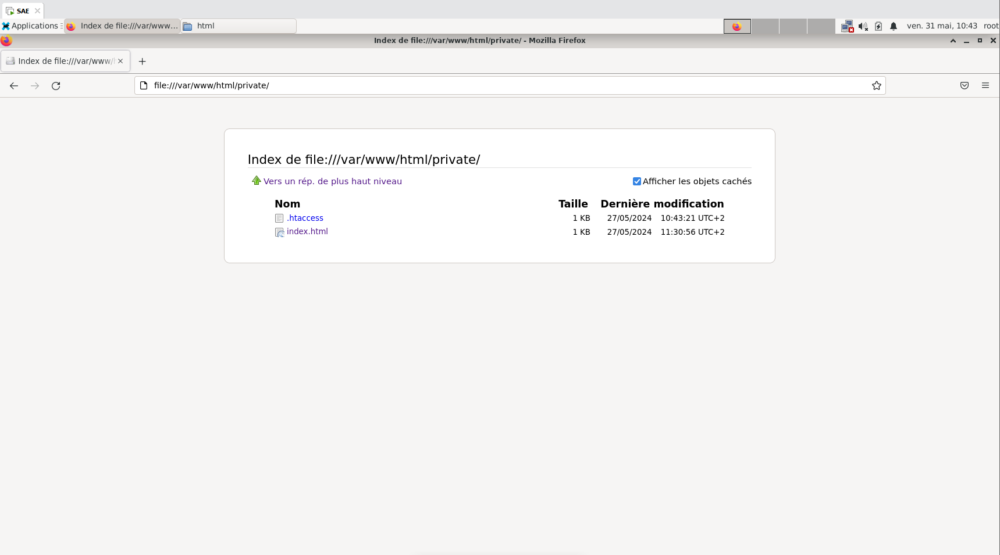 SAE
Applications Index de file:///var/www... html ven. 31 mai, 10:43 root
Index de file:///var/www/html/private/ - Mozilla Firefox
Index de file:///var/www/
file:///var/www/html/private/
Index de file:///var/www/html/private/
Vers un rép. de plus haut niveau Afficher les objets cachés
Nom Taille Dernière modification
.htaccess 1 KB 27/05/2024 10:43:21 UTC+2
index.html 1 KB 27/05/2024 11:30:56 UTC+2